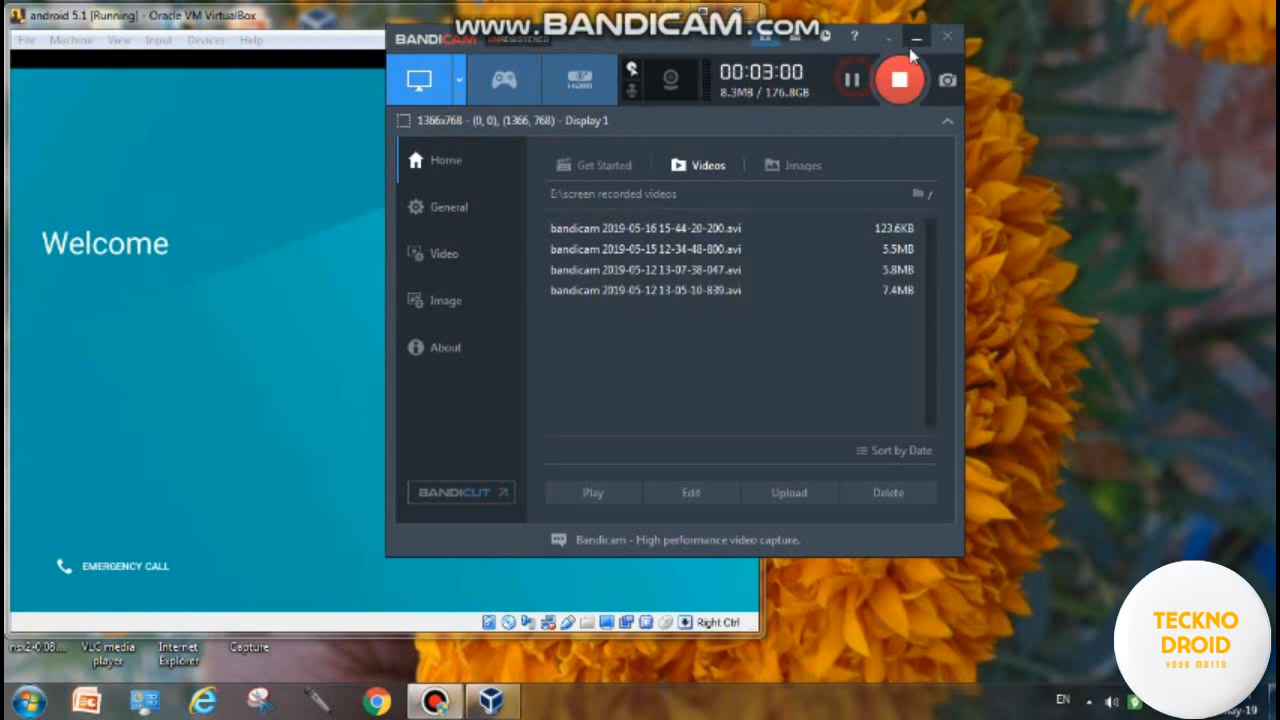 android 5.1 [Running] - Oracle VM VirtualBox
www.BANDICAM.com
File Machine View Input Devices Help
BANDICAM UNREGISTERED
HDMI
00:03:00
8.3MB / 176.8GB
1366x768 - (0, 0), (1366, 768) - Display 1
Home
General
Video
Image
About
BANDICUT
Get Started
Videos
Images
E:\screen recorded videos
bandicam 2019-05-16 15-44-20-200.avi 123.6KB
bandicam 2019-05-15 12-34-48-800.avi 5.5MB
bandicam 2019-05-12 13-07-38-047.avi 5.8MB
bandicam 2019-05-12 13-05-10-839.avi 7.4MB
Sort by Date
Play Edit Upload Delete
Bandicam - High performance video capture.
Welcome
EMERGENCY CALL
Right Ctrl
VLC media
player
Internet
Explorer
Capture
EN
TECKNO
DROID
YOUR MOTTO